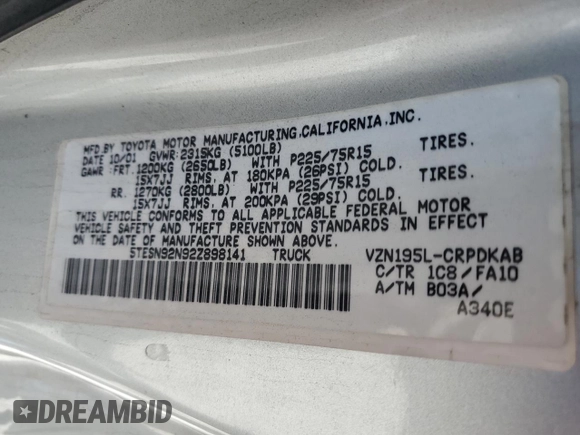 MFD.BY TOYOTA MOTOR MANUFACTURING.CALIFORNIA.INC.
DATE 10/01 GVWR:2315KG (5100LB)
GAWR: FRT. 1200KG (2650LB) WITH P225/75R15 TIRES.
15X7JJ RIMS. AT 180KPA (26PSI) COLD.
RR. 1270KG (2800LB) WITH P225/75R15 TIRES.
15X7JJ RIMS. AT 200KPA (29PSI) COLD.
THIS VEHICLE CONFORMS TO ALL APPLICABLE FEDERAL MOTOR
VEHICLE SAFETY AND THEFT PREVENTION STANDARDS IN EFFECT
ON THE DATE OF MANUFACTURE SHOWN ABOVE.
5TESN92N92Z898141 TRUCK
VZN195L-CRPDKAB
C/TR 1C8/FA10
A/TM B03A/
A340E
DREAMBID